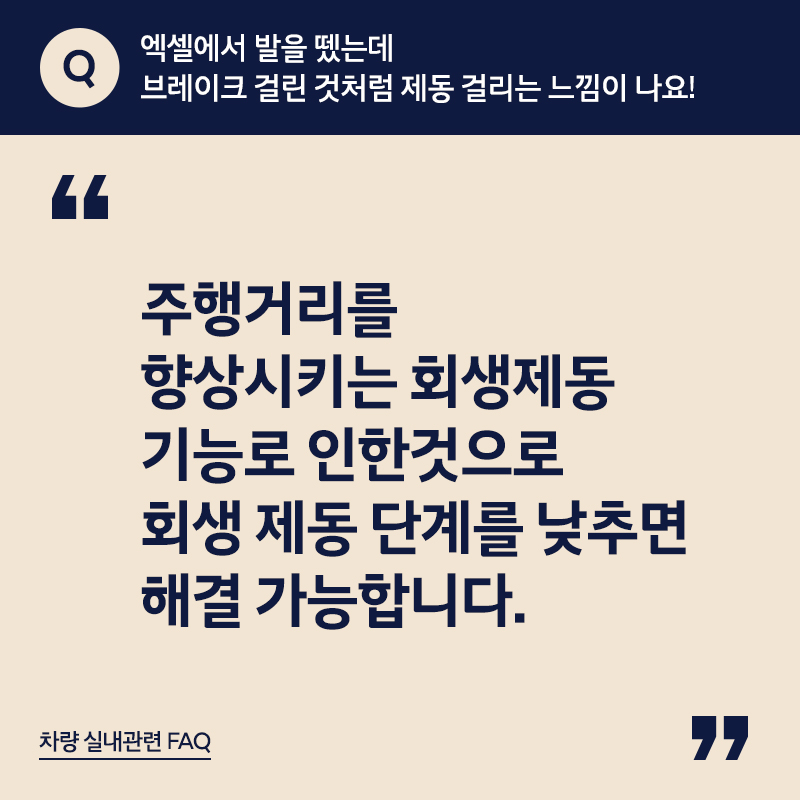 Q
엑셀에서 발을 뗐는데
브레이크 걸린 것처럼 제동 걸리는 느낌이 나요!
“
주행거리를
향상시키는 회생제동
기능로 인한것으로
회생 제동 단계를 낮추면
해결 가능합니다.
”
차량 실내관련 FAQ